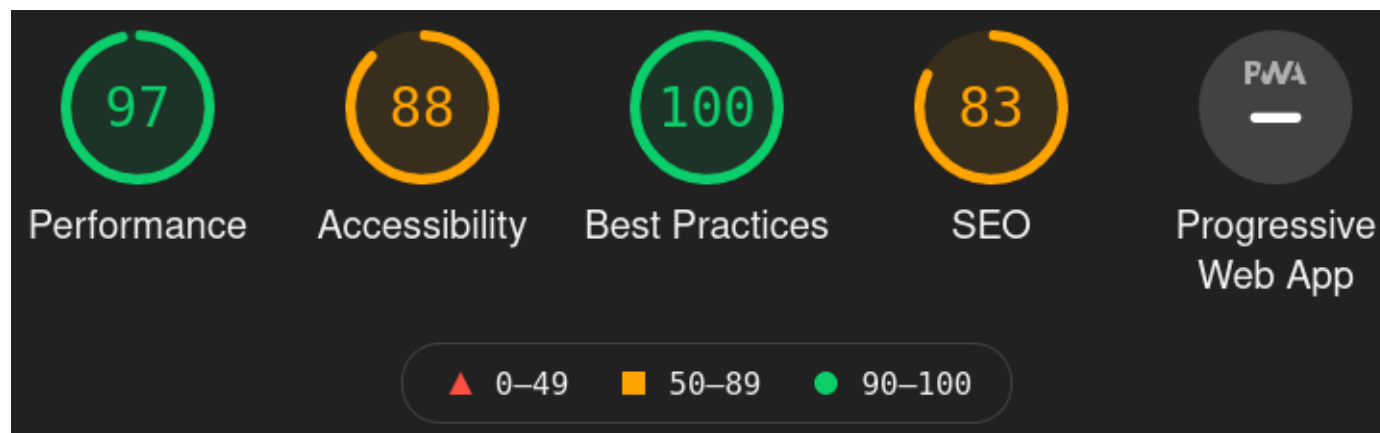 97
88
100
83
PWA
Performance
Accessibility
Best Practices
SEO
Progressive
Web App
0–49
50–89
90–100